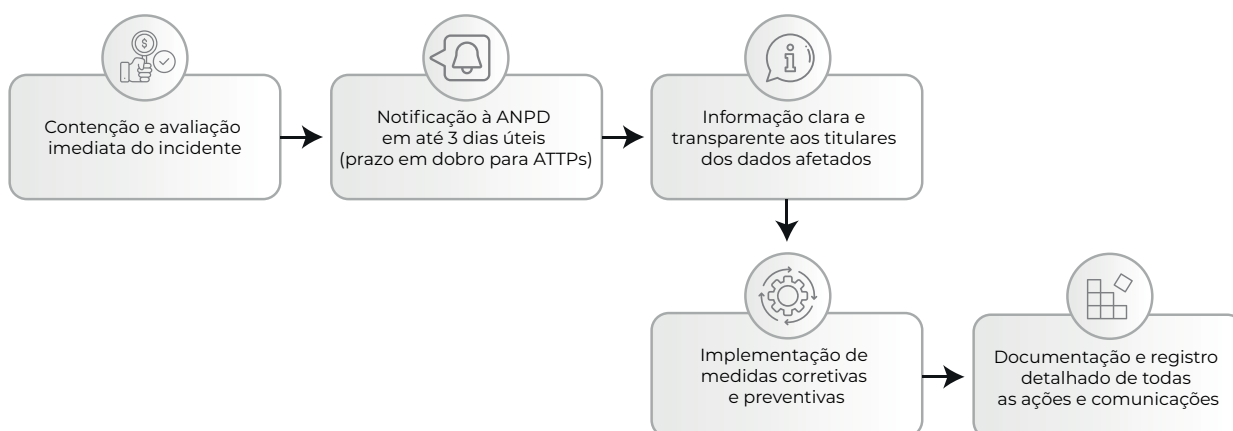 Contenção e avaliação
imediata do incidente
Notificação à ANPD
em até 3 dias úteis
(prazo em dobro para ATTPs)
Informação clara e
transparente aos titulares
dos dados afetados
Implementação de
medidas corretivas
e preventivas
Documentação e registro
detalhado de todas
as ações e comunicações